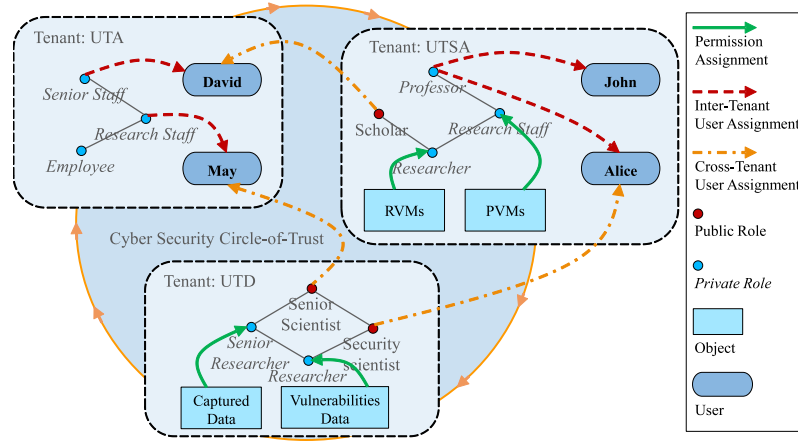 Tenant: UTA
David
Senior Staff
Research Staff
Employee
May
Tenant: UTSA
Professor
John
Scholar
Research Staff
Researcher
Alice
RVMs
PVMs
Cyber Security Circle-of-Trust
Tenant: UTD
Senior
Scientist
Senior
Researcher
Security
scientist
Researcher
Captured
Data
Vulnerabilities
Data
Permission
Assignment
Inter-Tenant
User Assignment
Cross-Tenant
User Assignment
Public Role
Private Role
Object
User